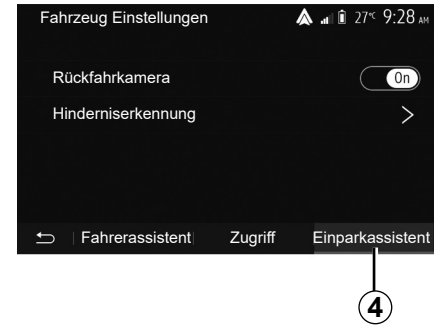 Fahrzeug Einstellungen 27°C 9:28 AM
Rückfahrkamera On
Hinderniserkennung
Fahrerassistent Zugriff Einparkassistent
4